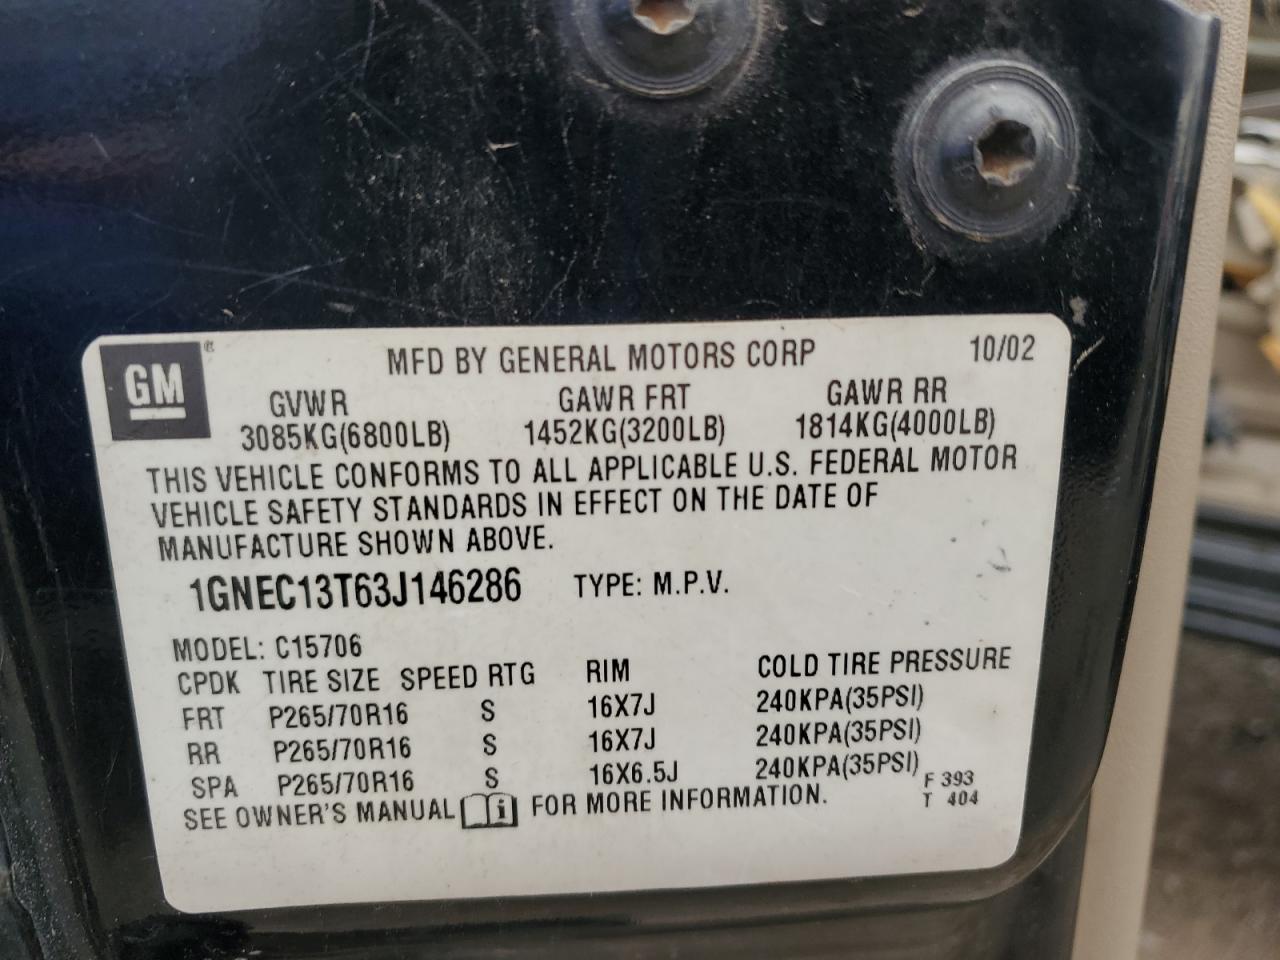 GM ® MFD BY GENERAL MOTORS CORP 10/02
GVWR GAWR FRT GAWR RR
3085KG(6800LB) 1452KG(3200LB) 1814KG(4000LB)
THIS VEHICLE CONFORMS TO ALL APPLICABLE U.S. FEDERAL MOTOR
VEHICLE SAFETY STANDARDS IN EFFECT ON THE DATE OF
MANUFACTURE SHOWN ABOVE.
1GNEC13T63J146286 TYPE: M.P.V.
MODEL: C15706
CPDK TIRE SIZE SPEED RTG RIM COLD TIRE PRESSURE
FRT P265/70R16 S 16X7J 240KPA(35PSI)
RR P265/70R16 S 16X7J 240KPA(35PSI)
SPA P265/70R16 S 16X6.5J 240KPA(35PSI)
F 393
SEE OWNER'S MANUAL i FOR MORE INFORMATION. T 404